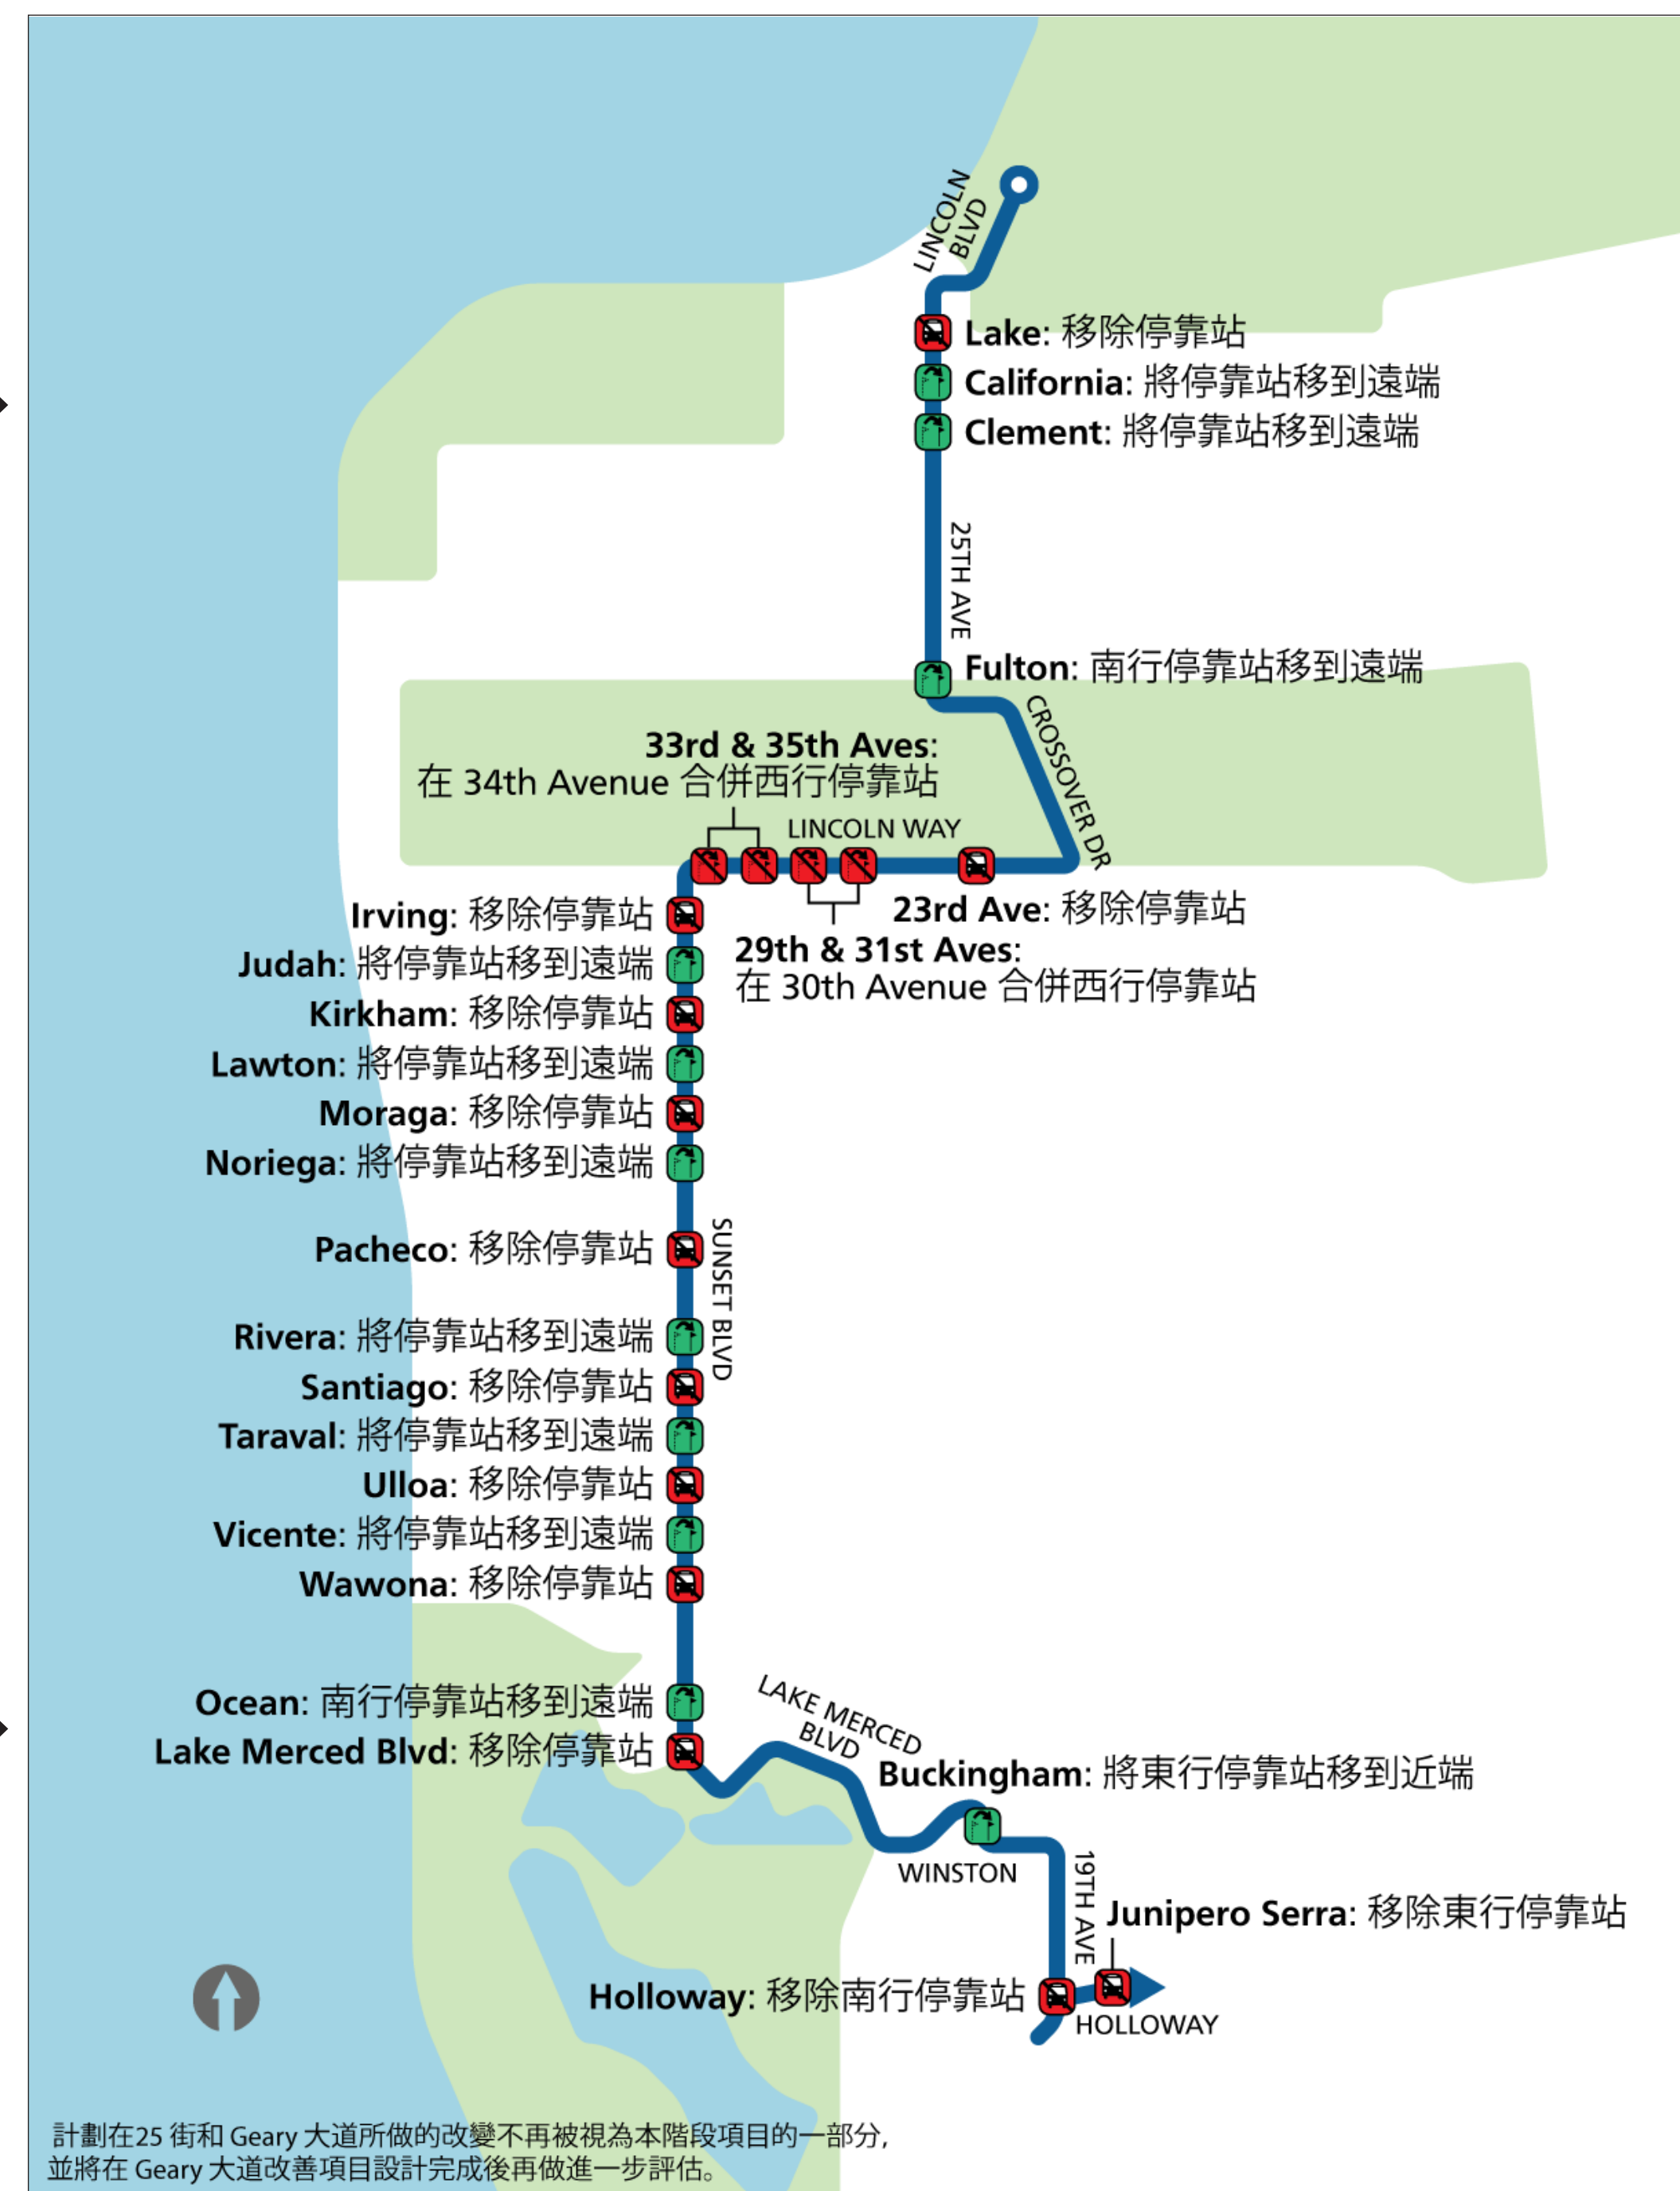 LINCOLN
BLVD
Lake: 移除停靠站
California: 將停靠站移到遠端
Clement: 將停靠站移到遠端
25TH AVE
Fulton: 南行停靠站移到遠端
CROSSOVER DR
33rd & 35th Aves:
在 34th Avenue 合併西行停靠站
LINCOLN WAY
23rd Ave: 移除停靠站
29th & 31st Aves:
在 30th Avenue 合併西行停靠站
Irving: 移除停靠站
Judah: 將停靠站移到遠端
Kirkham: 移除停靠站
Lawton: 將停靠站移到遠端
Moraga: 移除停靠站
Noriega: 將停靠站移到遠端
Pacheco: 移除停靠站
SUNSET BLVD
Rivera: 將停靠站移到遠端
Santiago: 移除停靠站
Taraval: 將停靠站移到遠端
Ulloa: 移除停靠站
Vicente: 將停靠站移到遠端
Wawona: 移除停靠站
Ocean: 南行停靠站移到遠端
Lake Merced Blvd: 移除停靠站
LAKE MERCED
BLVD
Buckingham: 將東行停靠站移到近端
WINSTON
19TH AVE
Junipero Serra: 移除東行停靠站
Holloway: 移除南行停靠站
HOLLOWAY
計劃在25 街和 Geary 大道所做的改變不再被視為本階段項目的一部分,
並將在 Geary 大道改善項目設計完成後再做進一步評估。